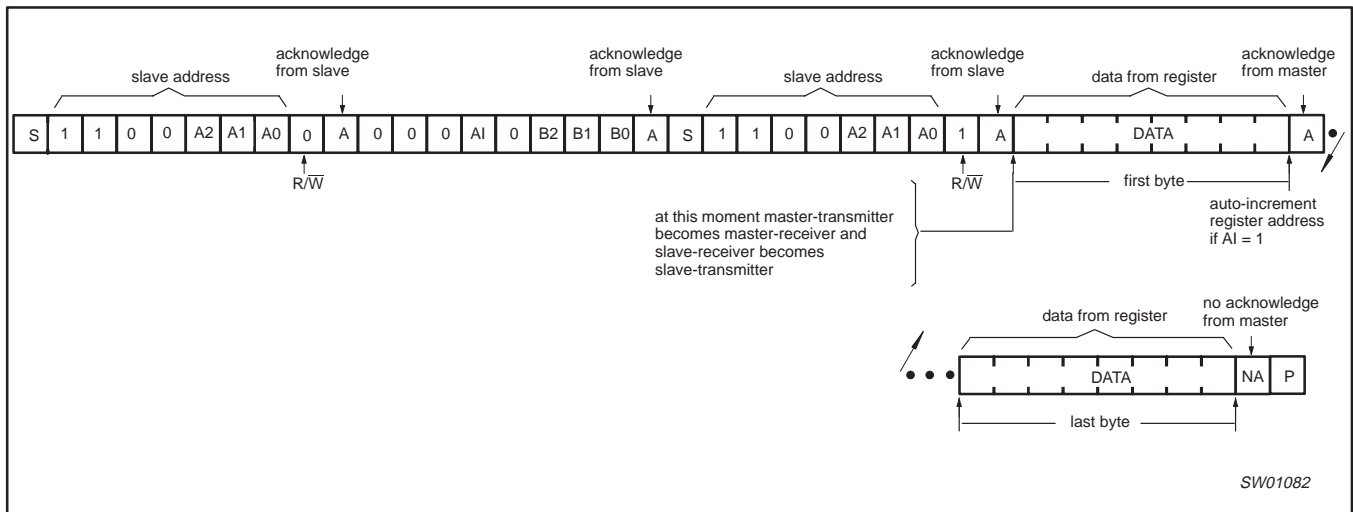 acknowledge
from slave
acknowledge
from slave
acknowledge
from slave
acknowledge
from master
slave address
slave address
data from register
S 1 1 0 0 A2 A1 A0 0 A 0 0 0 AI 0 B2 B1 B0 A S 1 1 0 0 A2 A1 A0 1 A DATA A
R/W̅
R/W̅
first byte
auto-increment
register address
if AI = 1
at this moment master-transmitter
becomes master-receiver and
slave-receiver becomes
slave-transmitter
data from register
no acknowledge
from master
DATA NA P
last byte
SW01082